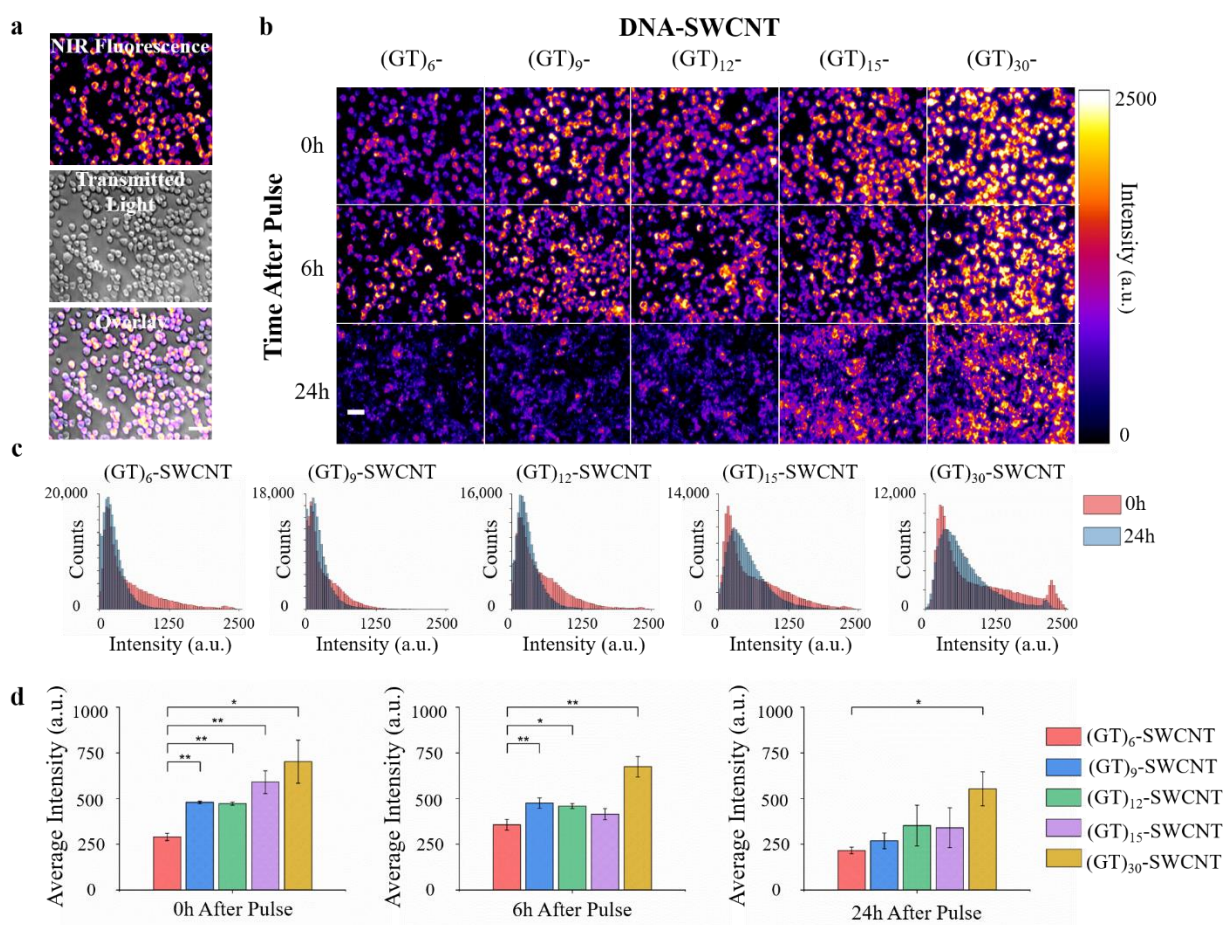 a
NIR Fluorescence
Transmitted
Light
Overlay
b
DNA-SWCNT
(GT)₆-
(GT)₉-
(GT)₁₂-
(GT)₁₅-
(GT)₃₀-
Time After Pulse
0h
6h
24h
2500
Intensity (a.u.)
0
c
(GT)₆-SWCNT
20,000
Counts
0
0 1250 2500
Intensity (a.u.)
(GT)₉-SWCNT
18,000
Counts
0
0 1250 2500
Intensity (a.u.)
(GT)₁₂-SWCNT
16,000
Counts
0
0 1250 2500
Intensity (a.u.)
(GT)₁₅-SWCNT
14,000
Counts
0
0 1250 2500
Intensity (a.u.)
(GT)₃₀-SWCNT
12,000
Counts
0
0 1250 2500
Intensity (a.u.)
0h
24h
d
Average Intensity (a.u.)
1000
750
500
250
0
*
**
**
**
0h After Pulse
Average Intensity (a.u.)
1000
750
500
250
0
**
*
**
6h After Pulse
Average Intensity (a.u.)
1000
750
500
250
0
*
24h After Pulse
(GT)₆-SWCNT
(GT)₉-SWCNT
(GT)₁₂-SWCNT
(GT)₁₅-SWCNT
(GT)₃₀-SWCNT